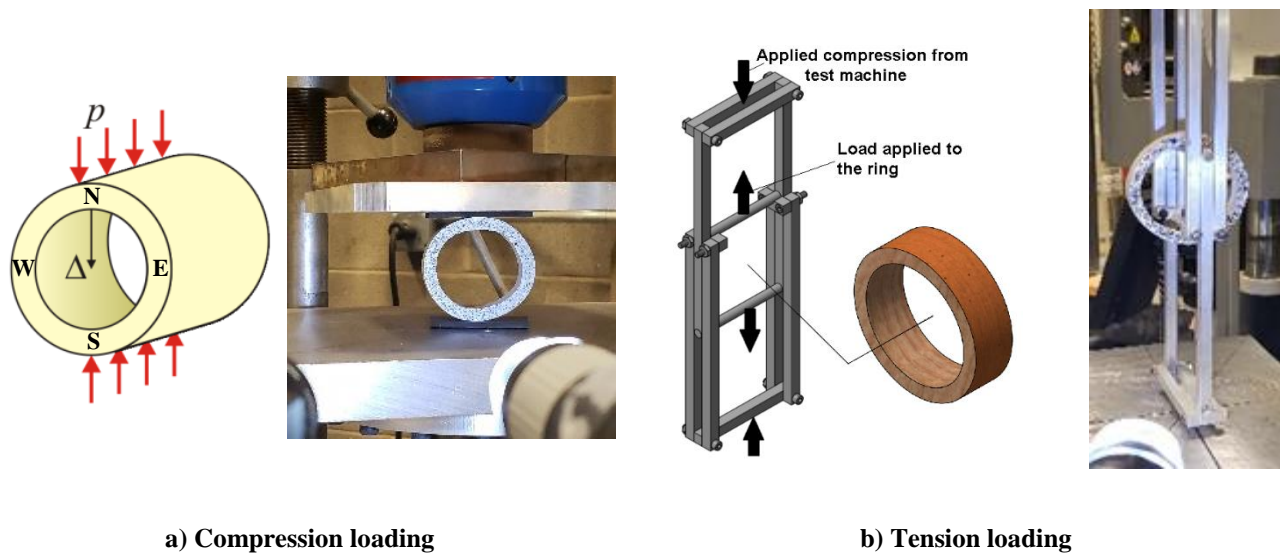 p
N
W
Δ
E
S
Applied compression from
test machine
Load applied to
the ring
a) Compression loading
b) Tension loading